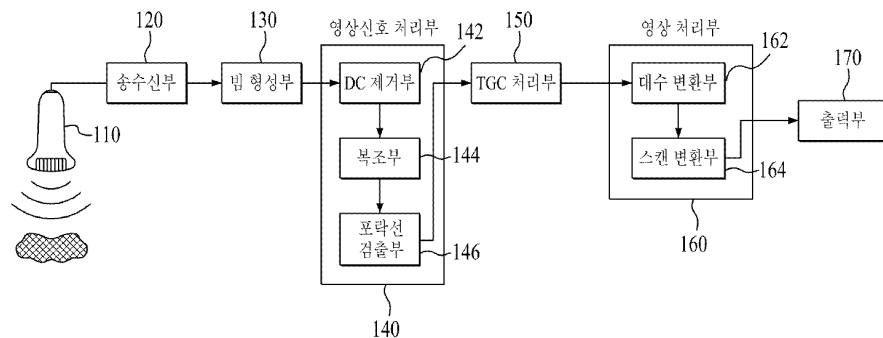 영상신호 처리부
영상 처리부
120
130
142
150
162
170
송수신부
빔 형성부
DC 제거부
TGC 처리부
대수 변환부
출력부
110
복조부
144
스캔 변환부
164
포락선
검출부
146
160
140